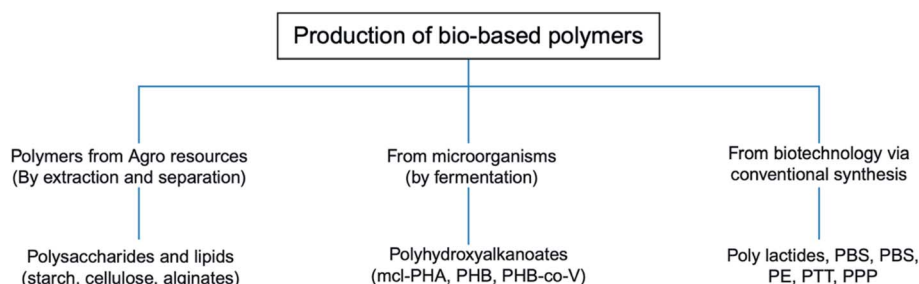 Production of bio-based polymers
Polymers from Agro resources
(By extraction and separation)
From microorganisms
(by fermentation)
From biotechnology via
conventional synthesis
Polysaccharides and lipids
(starch, cellulose, alginates)
Polyhydroxyalkanoates
(mcl-PHA, PHB, PHB-co-V)
Poly lactides, PBS, PBS,
PE, PTT, PPP